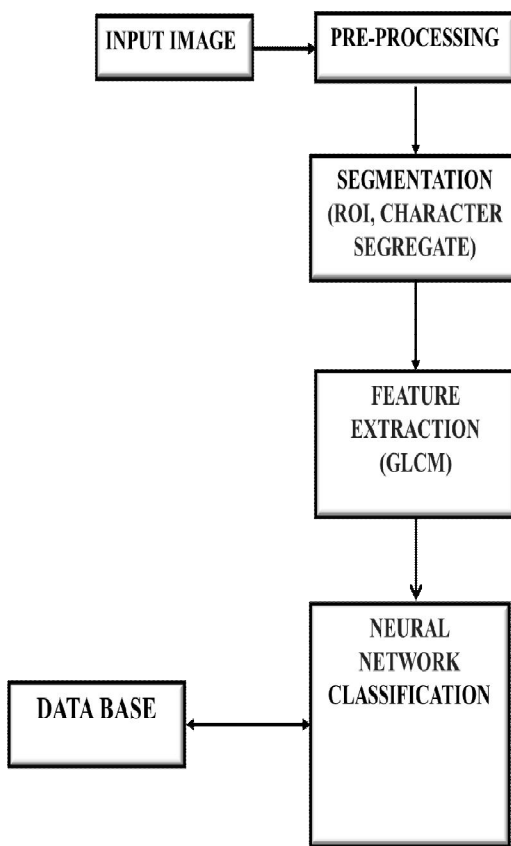 INPUT IMAGE
PRE-PROCESSING
SEGMENTATION
(ROI, CHARACTER
SEGREGATE)
FEATURE
EXTRACTION
(GLCM)
NEURAL
NETWORK
CLASSIFICATION
DATA BASE